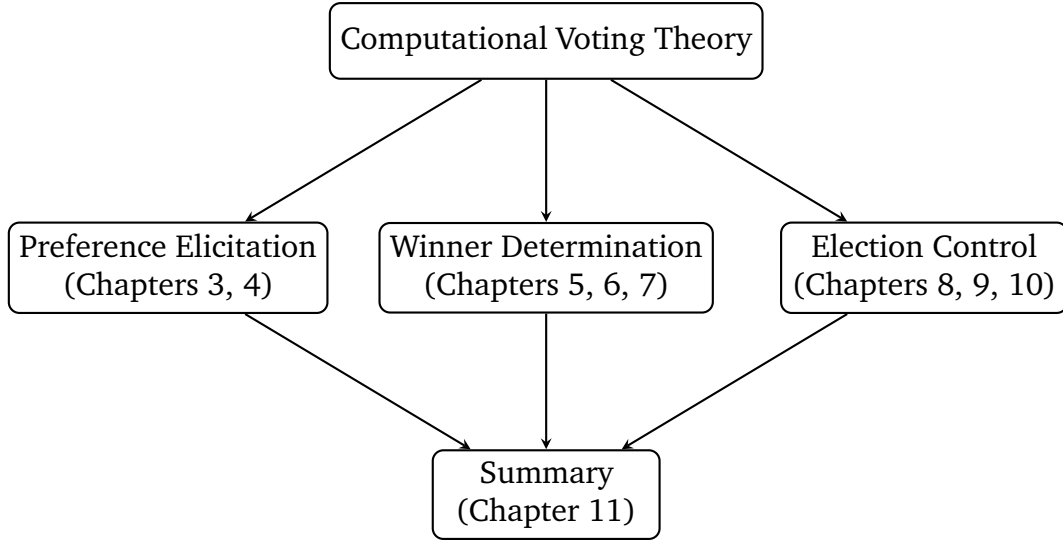 Computational Voting Theory
Preference Elicitation
(Chapters 3, 4)
Winner Determination
(Chapters 5, 6, 7)
Election Control
(Chapters 8, 9, 10)
Summary
(Chapter 11)